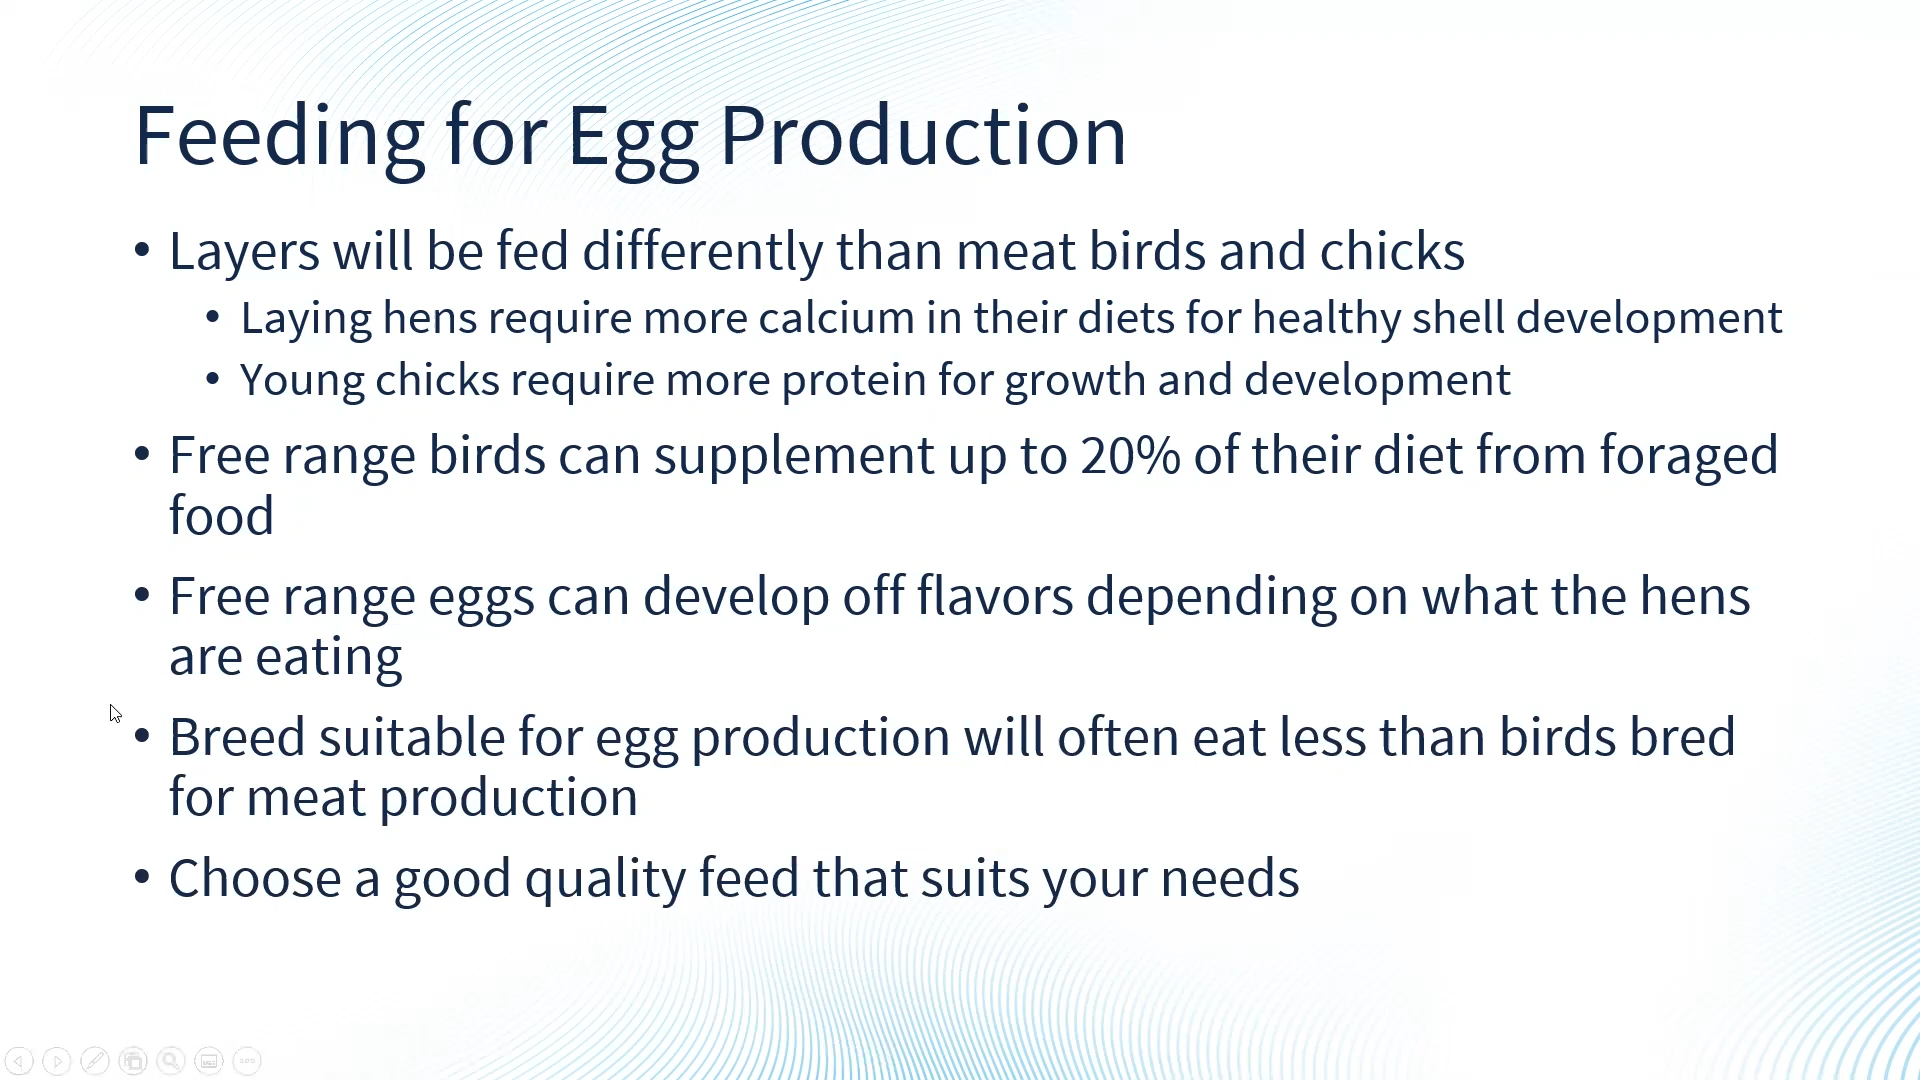 Feeding for Egg Production
• Layers will be fed differently than meat birds and chicks
• Laying hens require more calcium in their diets for healthy shell development
• Young chicks require more protein for growth and development
• Free range birds can supplement up to 20% of their diet from foraged
food
• Free range eggs can develop off flavors depending on what the hens
are eating
• Breed suitable for egg production will often eat less than birds bred
for meat production
• Choose a good quality feed that suits your needs